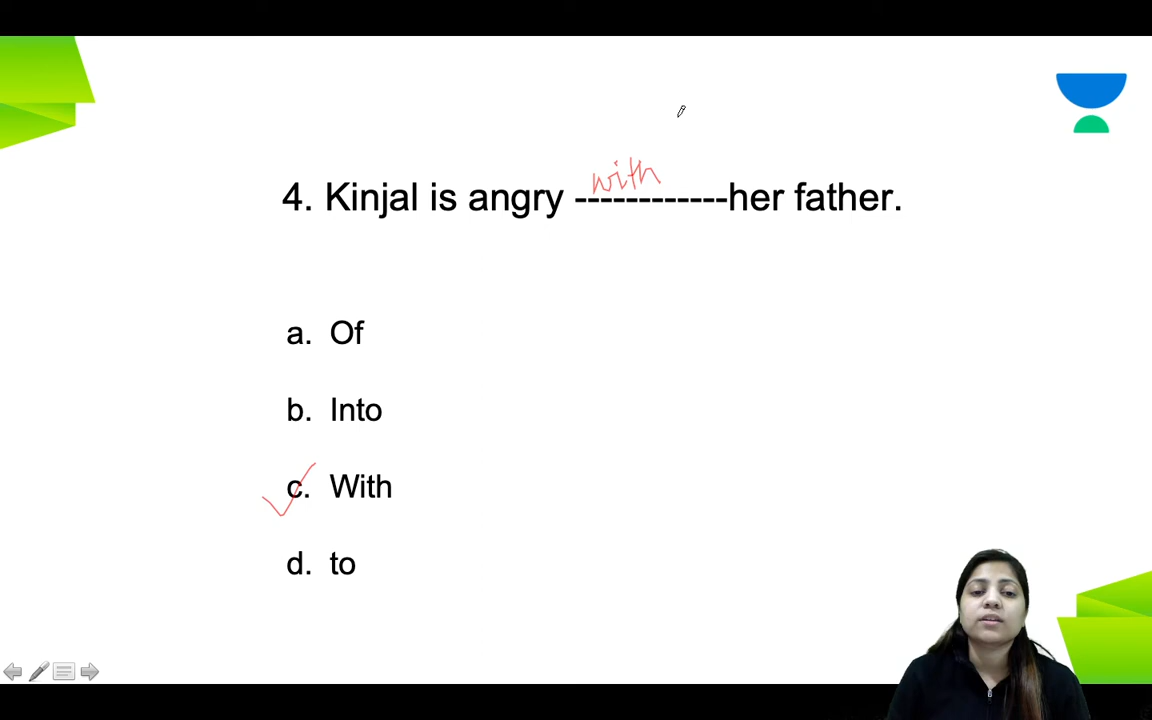 with
4. Kinjal is angry ------------her father.
a. Of
b. Into
c. With
d. to